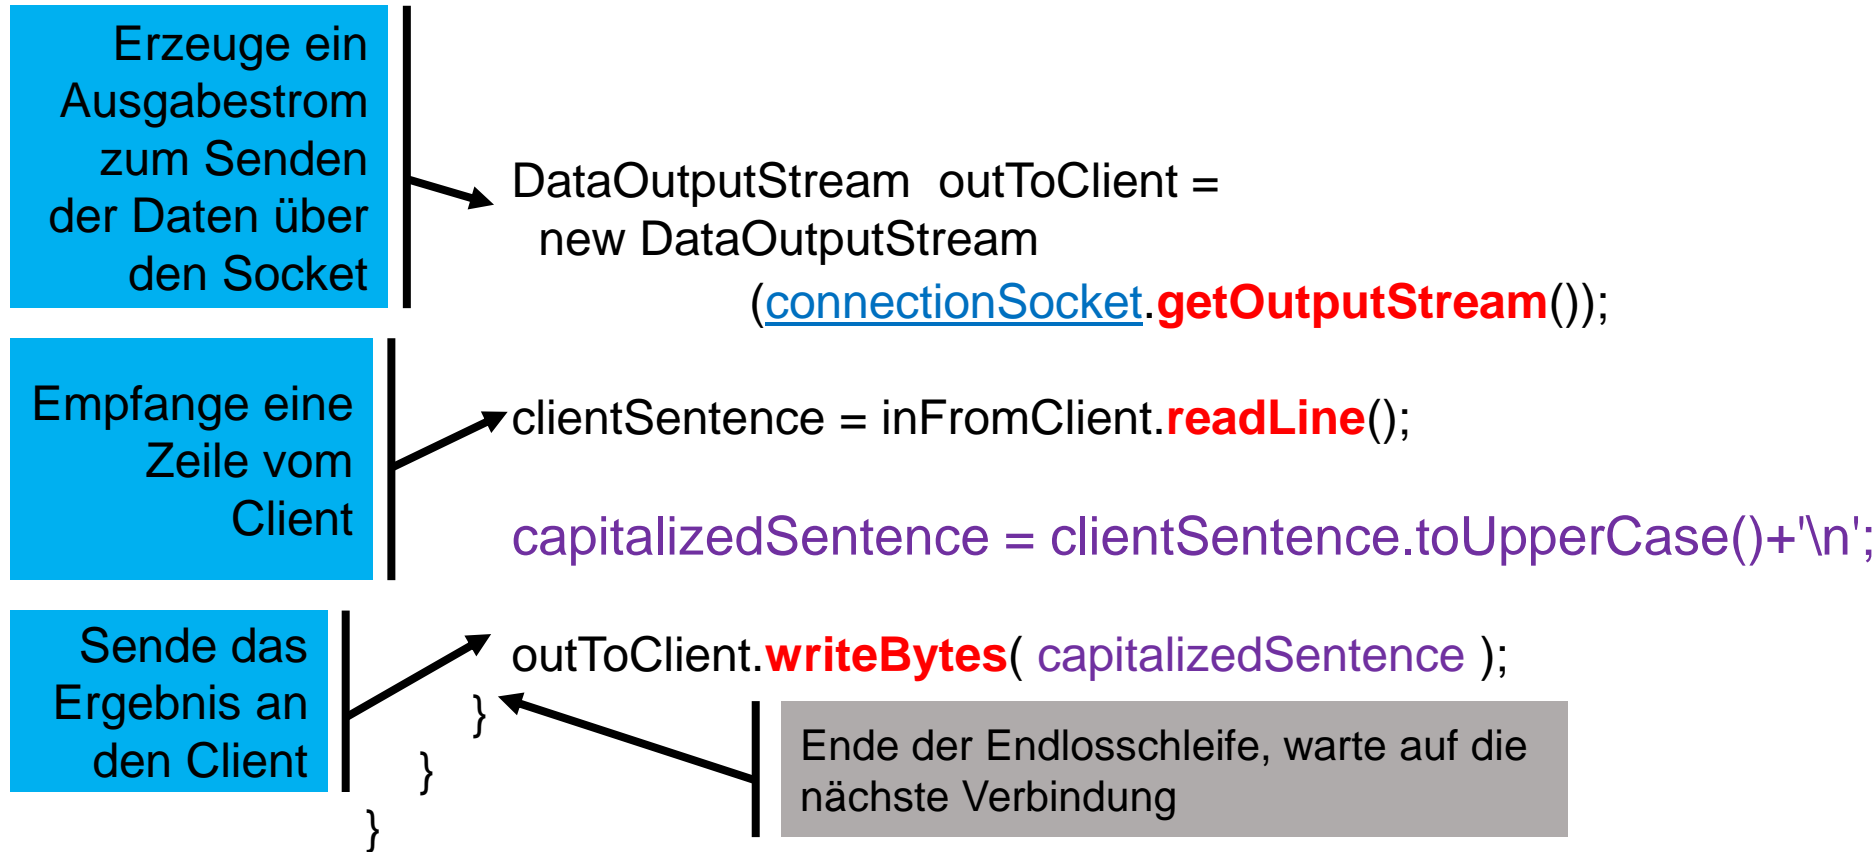 Erzeuge ein
Ausgabestrom
zum Senden
der Daten über
den Socket
DataOutputStream  outToClient =
new DataOutputStream
(connectionSocket.getOutputStream());
Empfange eine
Zeile vom
Client
clientSentence = inFromClient.readLine();
capitalizedSentence = clientSentence.toUpperCase()+'\n';
Sende das
Ergebnis an
den Client
outToClient.writeBytes( capitalizedSentence );
}
Ende der Endlosschleife, warte auf die
nächste Verbindung
}
}